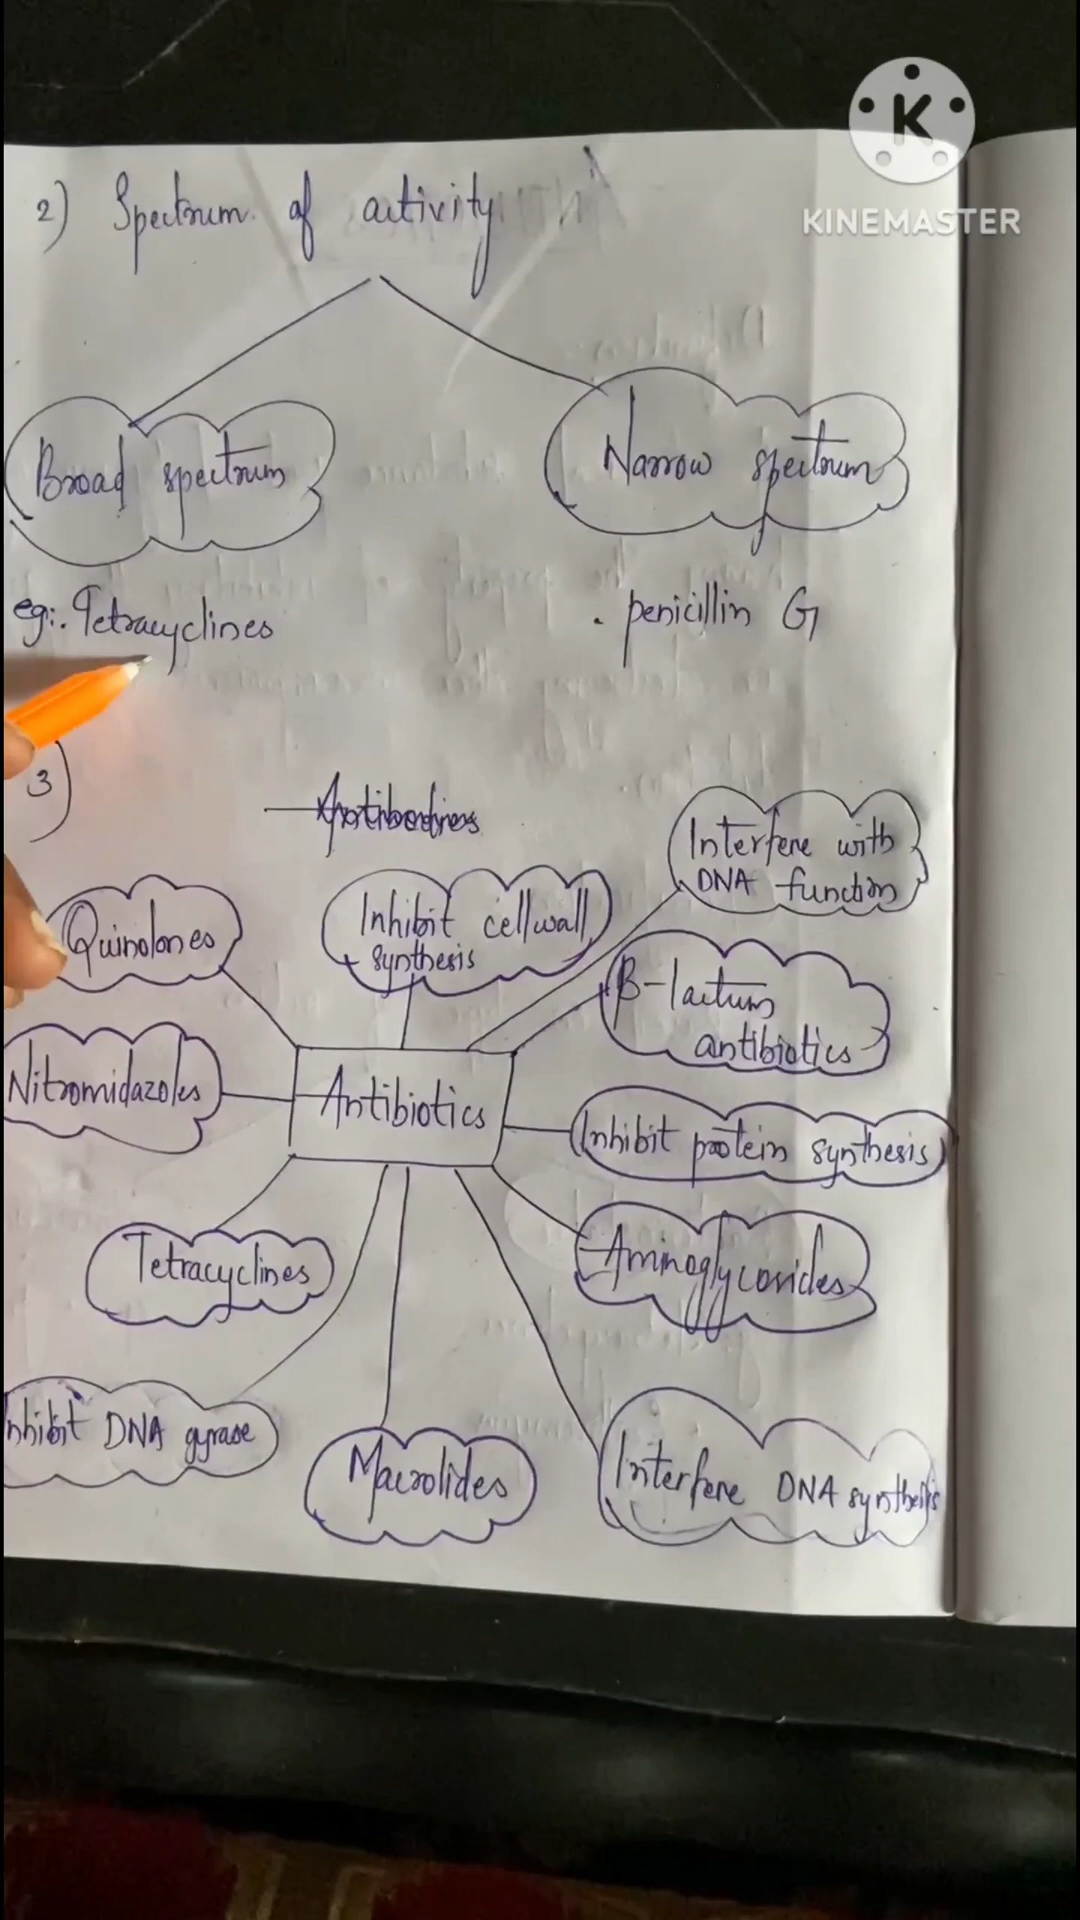 KINEMASTER
2) Spectrum of activity
Broad spectrum
Narrow spectrum
eg:. Tetracyclines
. penicillin G
3)
Interfere with
DNA function
Quinolones
Inhibit cellwall
synthesis
B-lactum
antibiotics
Nitromidazoles
Antibiotics
Inhibit protein synthesis
Tetracyclines
Aminoglycosides
nhibit DNA gyrase
Macrolides
Interfere DNA synthesis